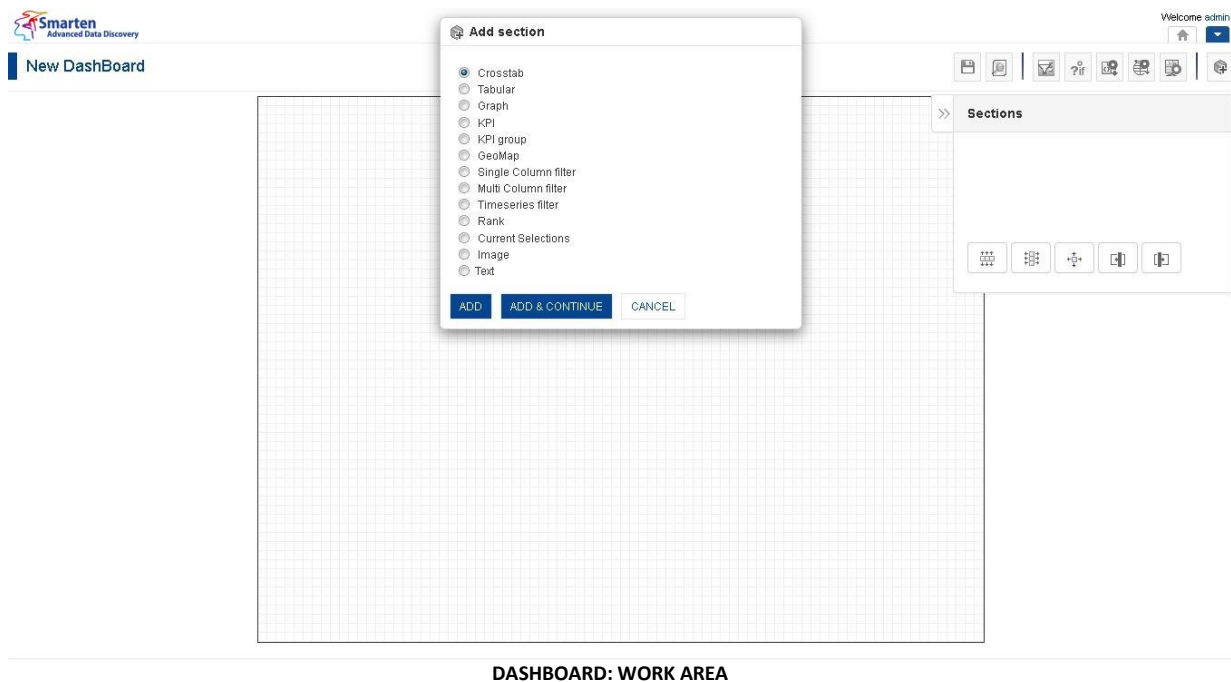 Smarten
Advanced Data Discovery
Welcome admin
New DashBoard
?if
Add section
Crosstab
Tabular
Graph
KPI
KPI group
GeoMap
Single Column filter
Multi Column filter
Timeseries filter
Rank
Current Selections
Image
Text
ADD
ADD & CONTINUE
CANCEL
Sections
DASHBOARD: WORK AREA